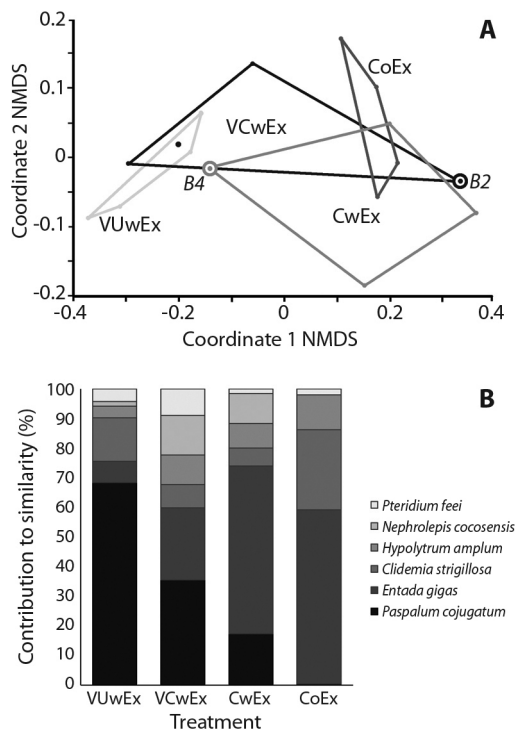 A
0.2
0.1
0
-0.1
-0.2
Coordinate 2 NMDS
CoEx
VCwEx
B4
B2
CwEx
VUwEx
-0.4
-0.2
0
0.2
0.4
Coordinate 1 NMDS
B
100
90
80
70
60
50
40
30
20
10
0
Contribution to similarity (%)
Pteridium feei
Nephrolepis cocosensis
Hypolytrum amplum
Clidemia strigillosa
Entada gigas
Paspalum cojugatum
VUwEx VCwEx CwEx CoEx
Treatment